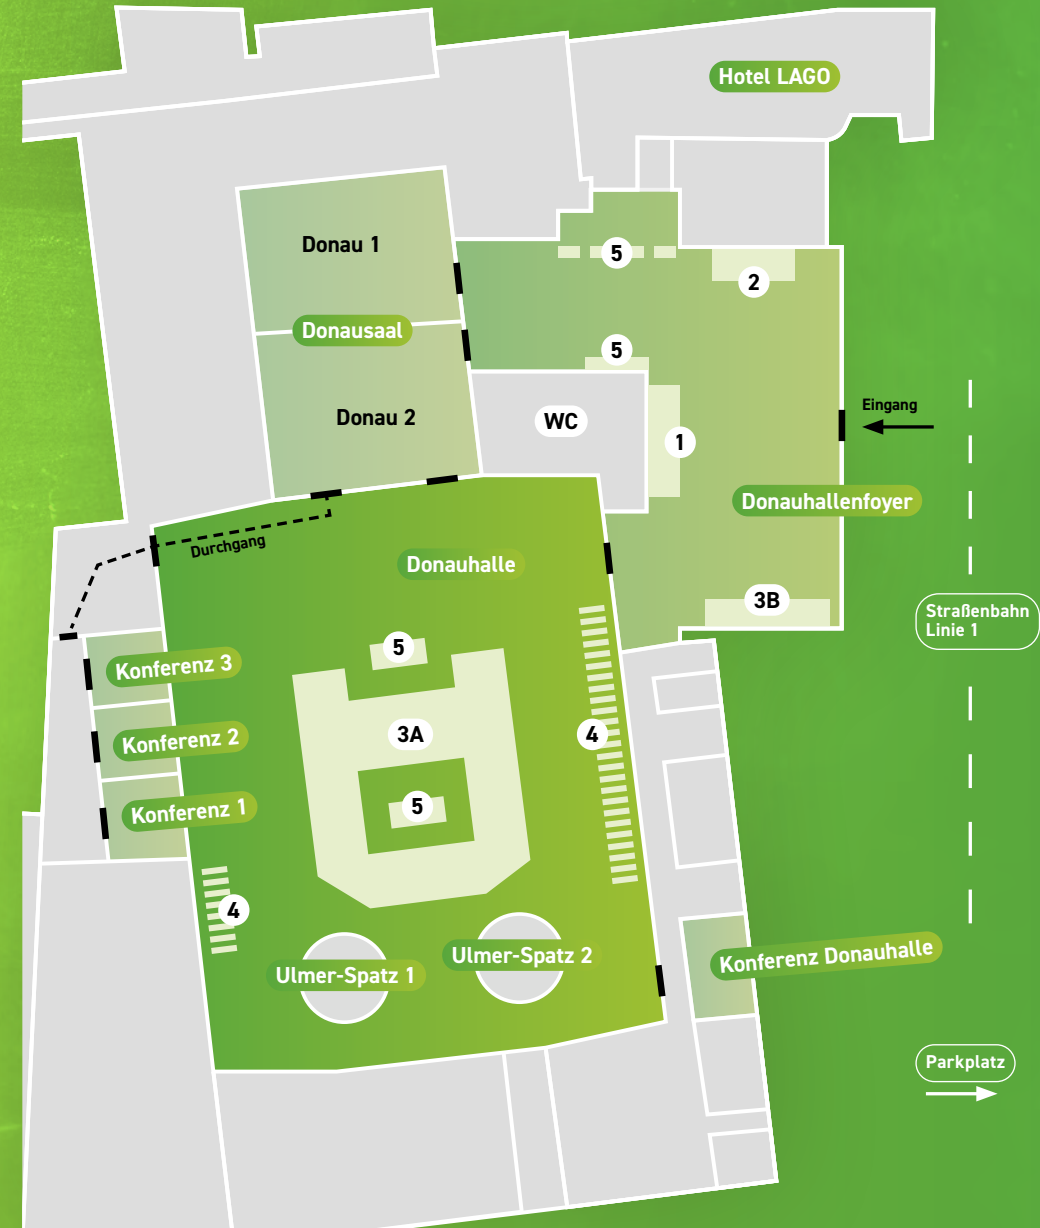 Hotel LAGO
Donau 1
5
2
Donausaal
5
Donau 2
WC
1
Eingang
Donauhallenfoyer
Durchgang
Donauhalle
3B
Straßenbahn
Linie 1
5
Konferenz 3
3A
4
Konferenz 2
5
Konferenz 1
4
Ulmer-Spatz 1
Ulmer-Spatz 2
Konferenz Donauhalle
Parkplatz